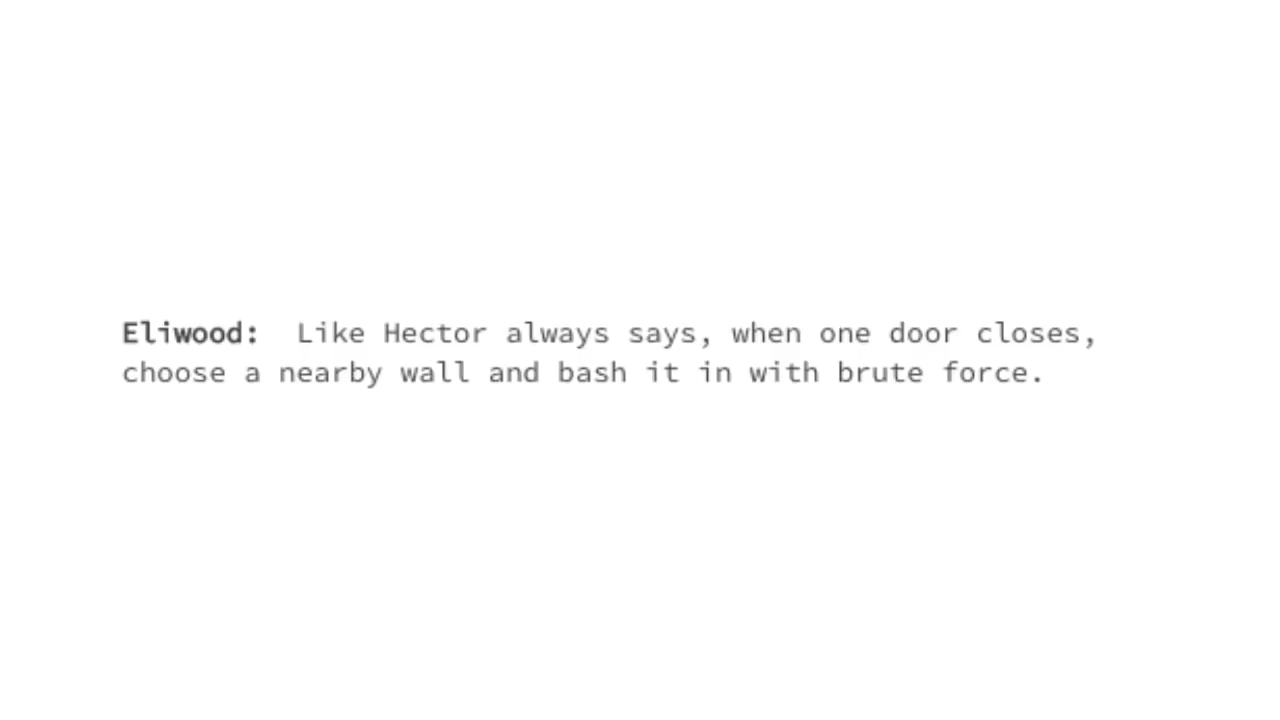 Eliwood:  Like Hector always says, when one door closes,
choose a nearby wall and bash it in with brute force.